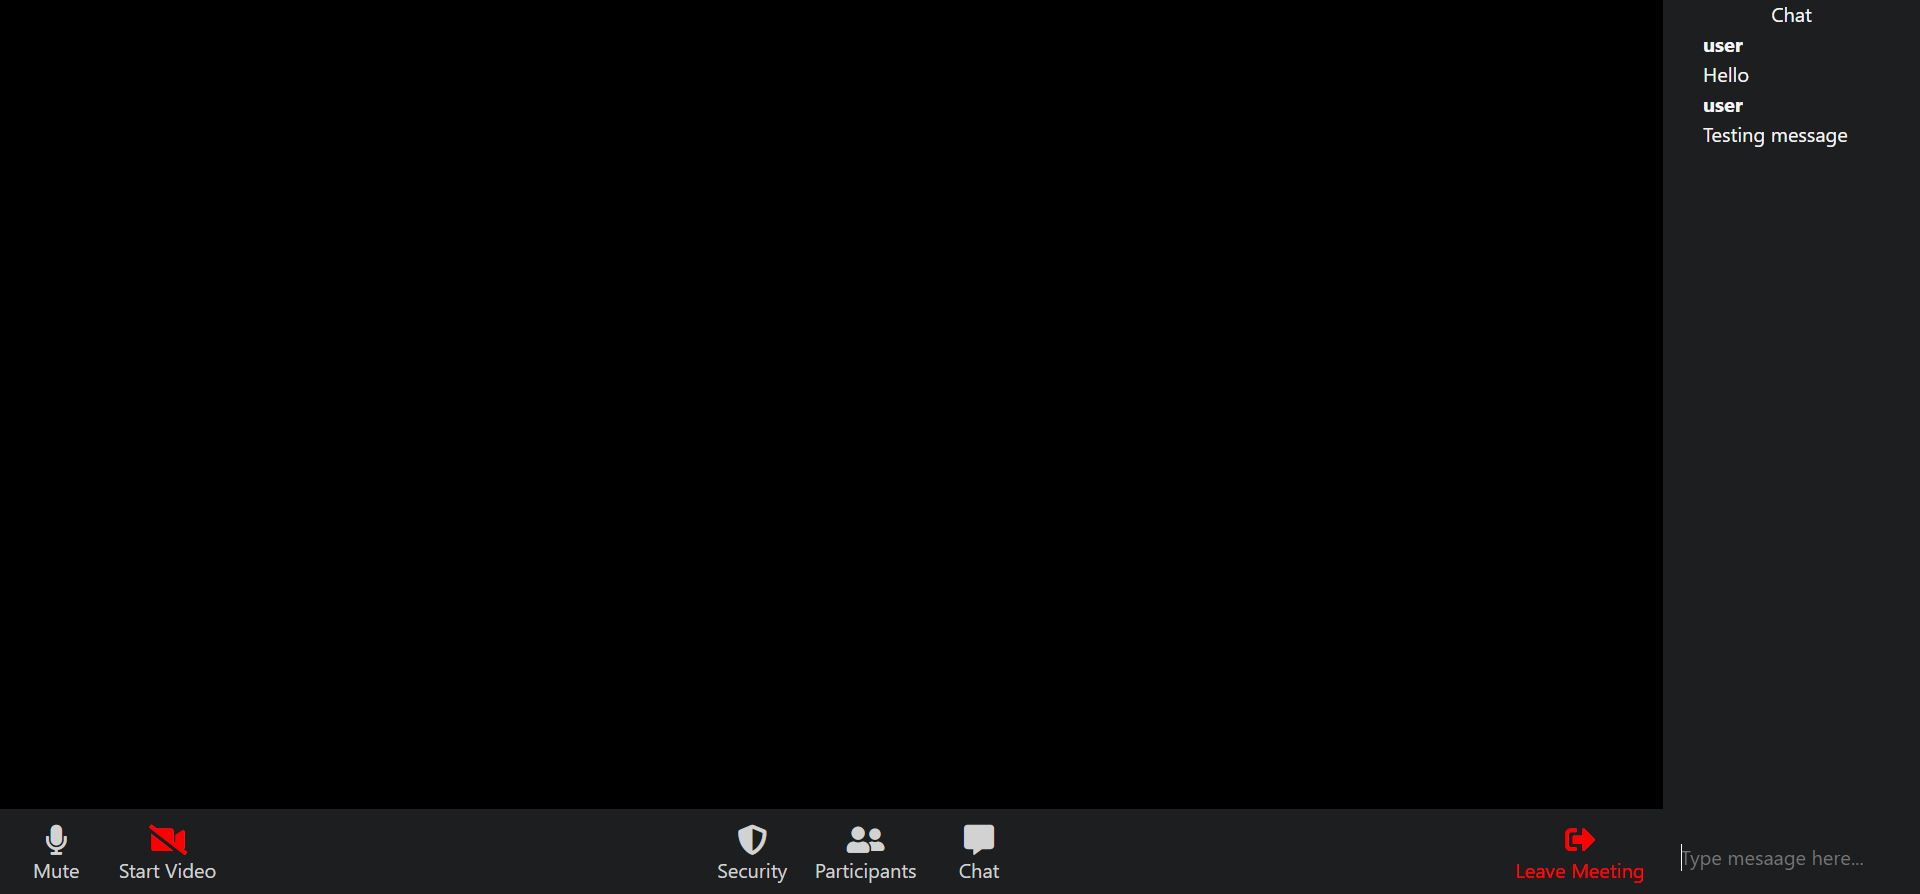 Chat
user
Hello
user
Testing message
Mute
Start Video
Security
Participants
Chat
Leave Meeting
Type mesaage here...